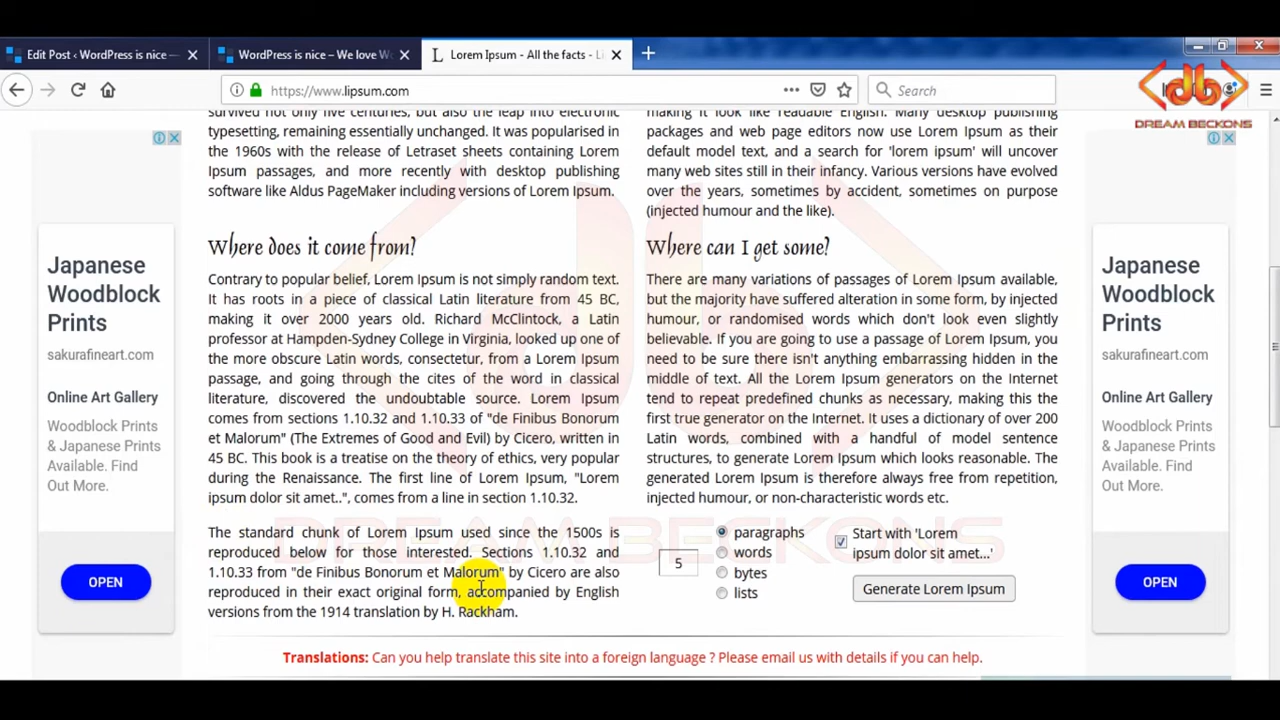 Edit Post ‹ WordPress is nice —
WordPress is nice – We love Wo
Lorem Ipsum - All the facts - Li
https://www.lipsum.com
Search
DREAM BECKONS
survived not only five centuries, but also the leap into electronic
typesetting, remaining essentially unchanged. It was popularised in
the 1960s with the release of Letraset sheets containing Lorem
Ipsum passages, and more recently with desktop publishing
software like Aldus PageMaker including versions of Lorem Ipsum.
making it look like readable English. Many desktop publishing
packages and web page editors now use Lorem Ipsum as their
default model text, and a search for 'lorem ipsum' will uncover
many web sites still in their infancy. Various versions have evolved
over the years, sometimes by accident, sometimes on purpose
(injected humour and the like).
Japanese
Woodblock
Prints
sakurafineart.com
Online Art Gallery
Woodblock Prints
& Japanese Prints
Available. Find
Out More.
OPEN
Where does it come from?
Contrary to popular belief, Lorem Ipsum is not simply random text.
It has roots in a piece of classical Latin literature from 45 BC,
making it over 2000 years old. Richard McClintock, a Latin
professor at Hampden-Sydney College in Virginia, looked up one of
the more obscure Latin words, consectetur, from a Lorem Ipsum
passage, and going through the cites of the word in classical
literature, discovered the undoubtable source. Lorem Ipsum
comes from sections 1.10.32 and 1.10.33 of "de Finibus Bonorum
et Malorum" (The Extremes of Good and Evil) by Cicero, written in
45 BC. This book is a treatise on the theory of ethics, very popular
during the Renaissance. The first line of Lorem Ipsum, "Lorem
ipsum dolor sit amet..", comes from a line in section 1.10.32.
The standard chunk of Lorem Ipsum used since the 1500s is
reproduced below for those interested. Sections 1.10.32 and
1.10.33 from "de Finibus Bonorum et Malorum" by Cicero are also
reproduced in their exact original form, accompanied by English
versions from the 1914 translation by H. Rackham.
Where can I get some?
There are many variations of passages of Lorem Ipsum available,
but the majority have suffered alteration in some form, by injected
humour, or randomised words which don't look even slightly
believable. If you are going to use a passage of Lorem Ipsum, you
need to be sure there isn't anything embarrassing hidden in the
middle of text. All the Lorem Ipsum generators on the Internet
tend to repeat predefined chunks as necessary, making this the
first true generator on the Internet. It uses a dictionary of over 200
Latin words, combined with a handful of model sentence
structures, to generate Lorem Ipsum which looks reasonable. The
generated Lorem Ipsum is therefore always free from repetition,
injected humour, or non-characteristic words etc.
5
paragraphs
words
bytes
lists
Start with 'Lorem
ipsum dolor sit amet...'
Generate Lorem Ipsum
Japanese
Woodblock
Prints
sakurafineart.com
Online Art Gallery
Woodblock Prints
& Japanese Prints
Available. Find
Out More.
OPEN
DREAM BECKONS
Translations: Can you help translate this site into a foreign language ? Please email us with details if you can help.